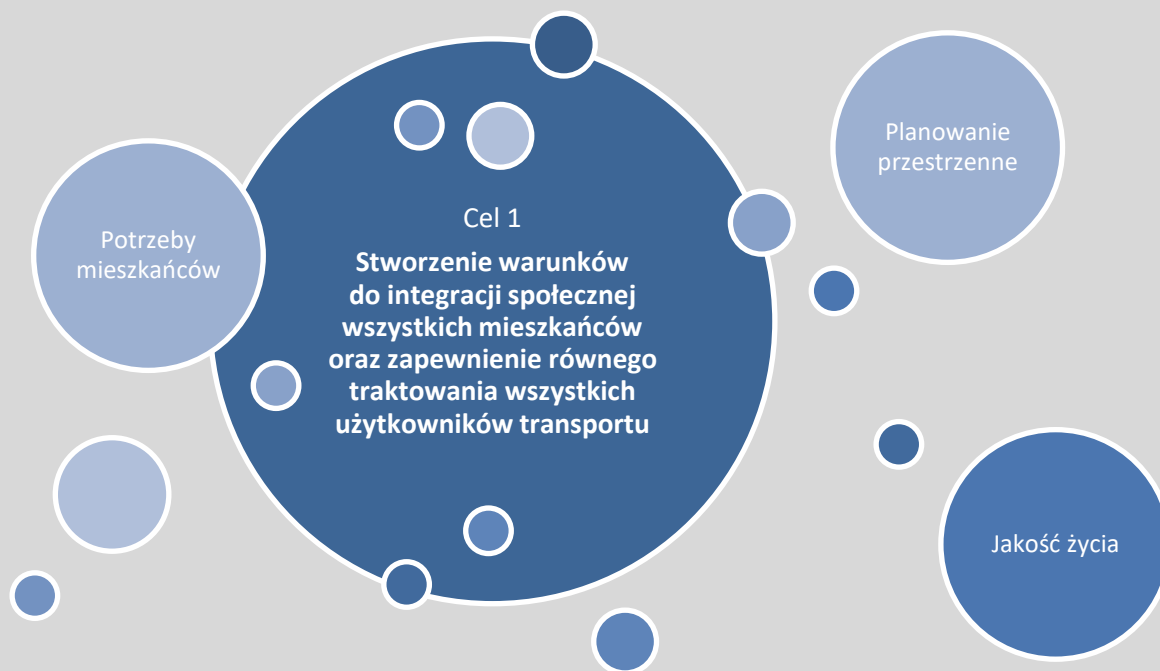 Potrzeby
mieszkańców
Cel 1
Stworzenie warunków
do integracji społecznej
wszystkich mieszkańców
oraz zapewnienie równego
traktowania wszystkich
użytkowników transportu
Planowanie
przestrzenne
Jakość życia